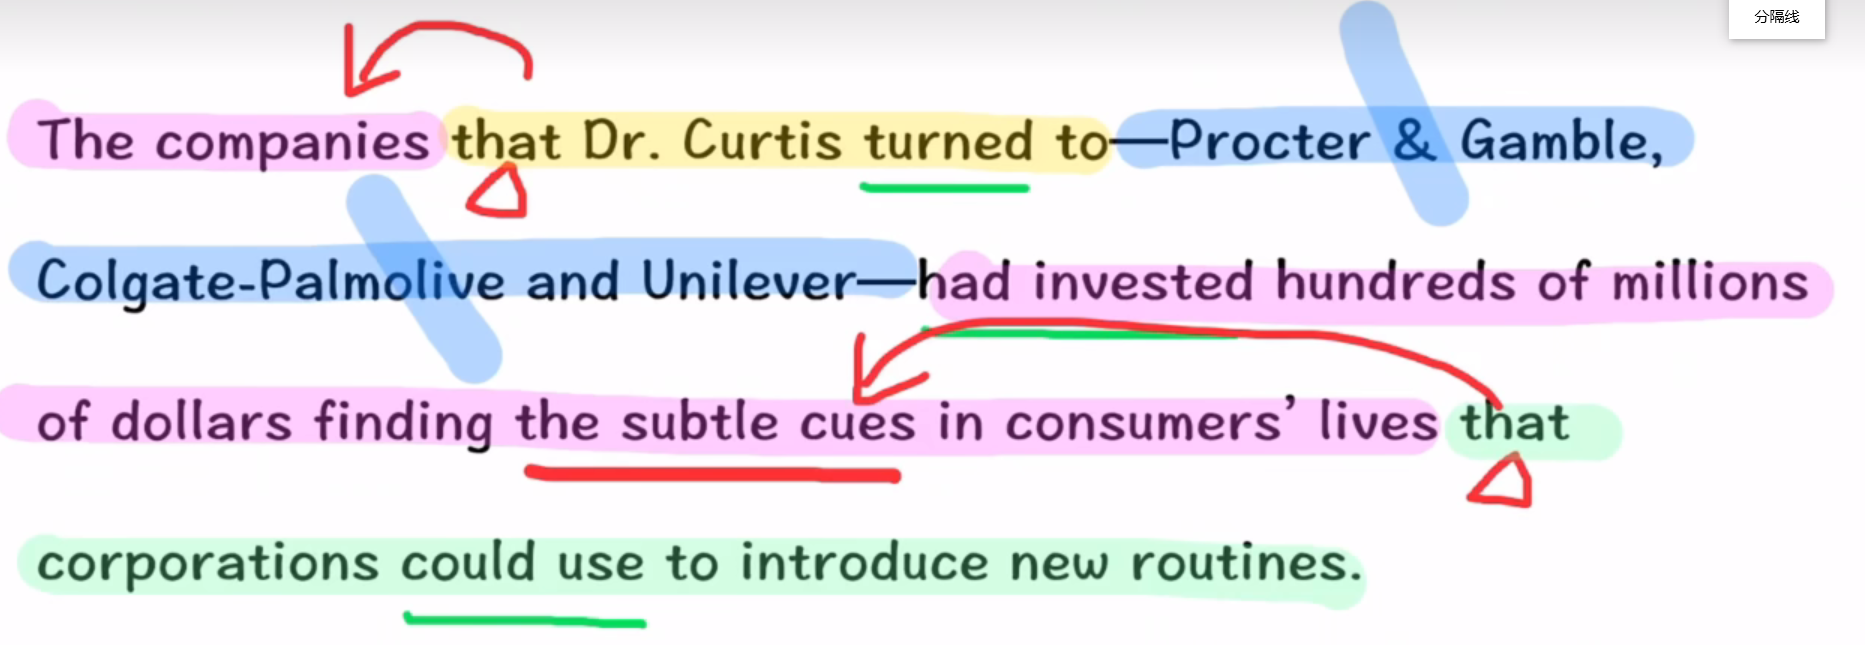 分隔线
The companies that Dr. Curtis turned to—Procter & Gamble,
Colgate-Palmolive and Unilever—had invested hundreds of millions
of dollars finding the subtle cues in consumers’ lives that
corporations could use to introduce new routines.